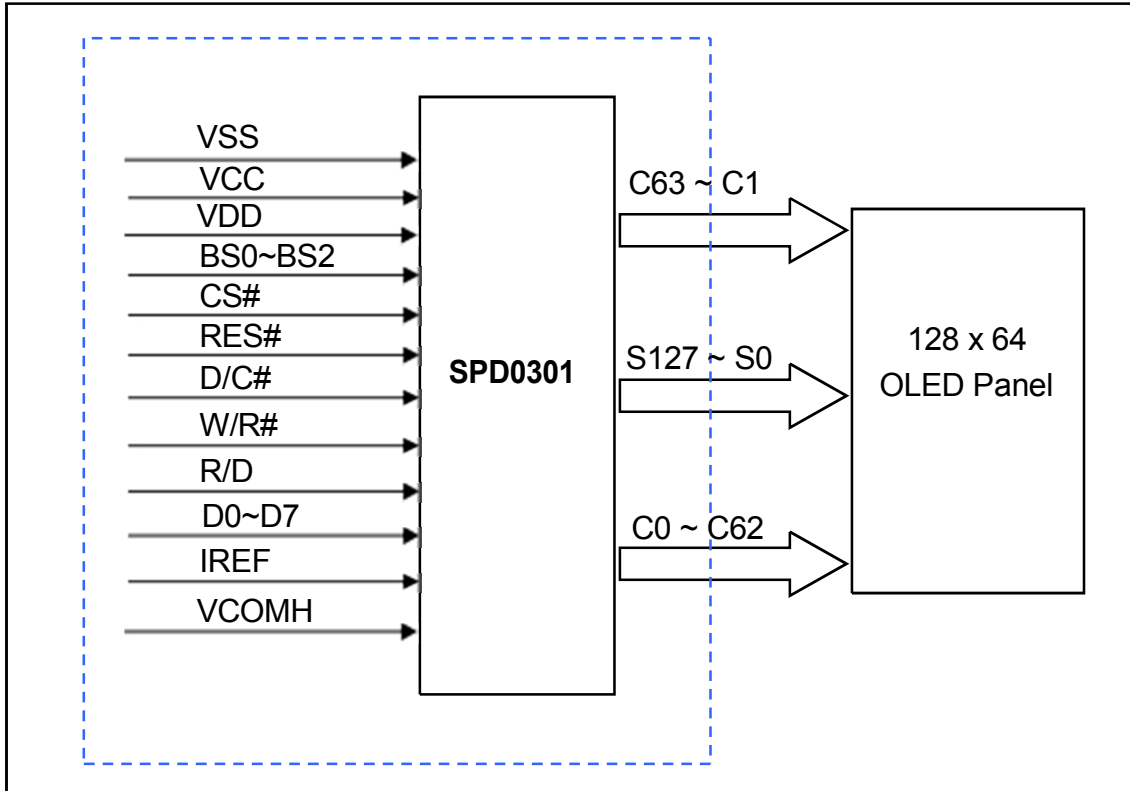 VSS
VCC
VDD
BS0~BS2
CS#
RES#
D/C#
W/R#
R/D
D0~D7
IREF
VCOMH
SPD0301
C63 ~ C1
S127 ~ S0
C0 ~ C62
128 x 64
OLED Panel